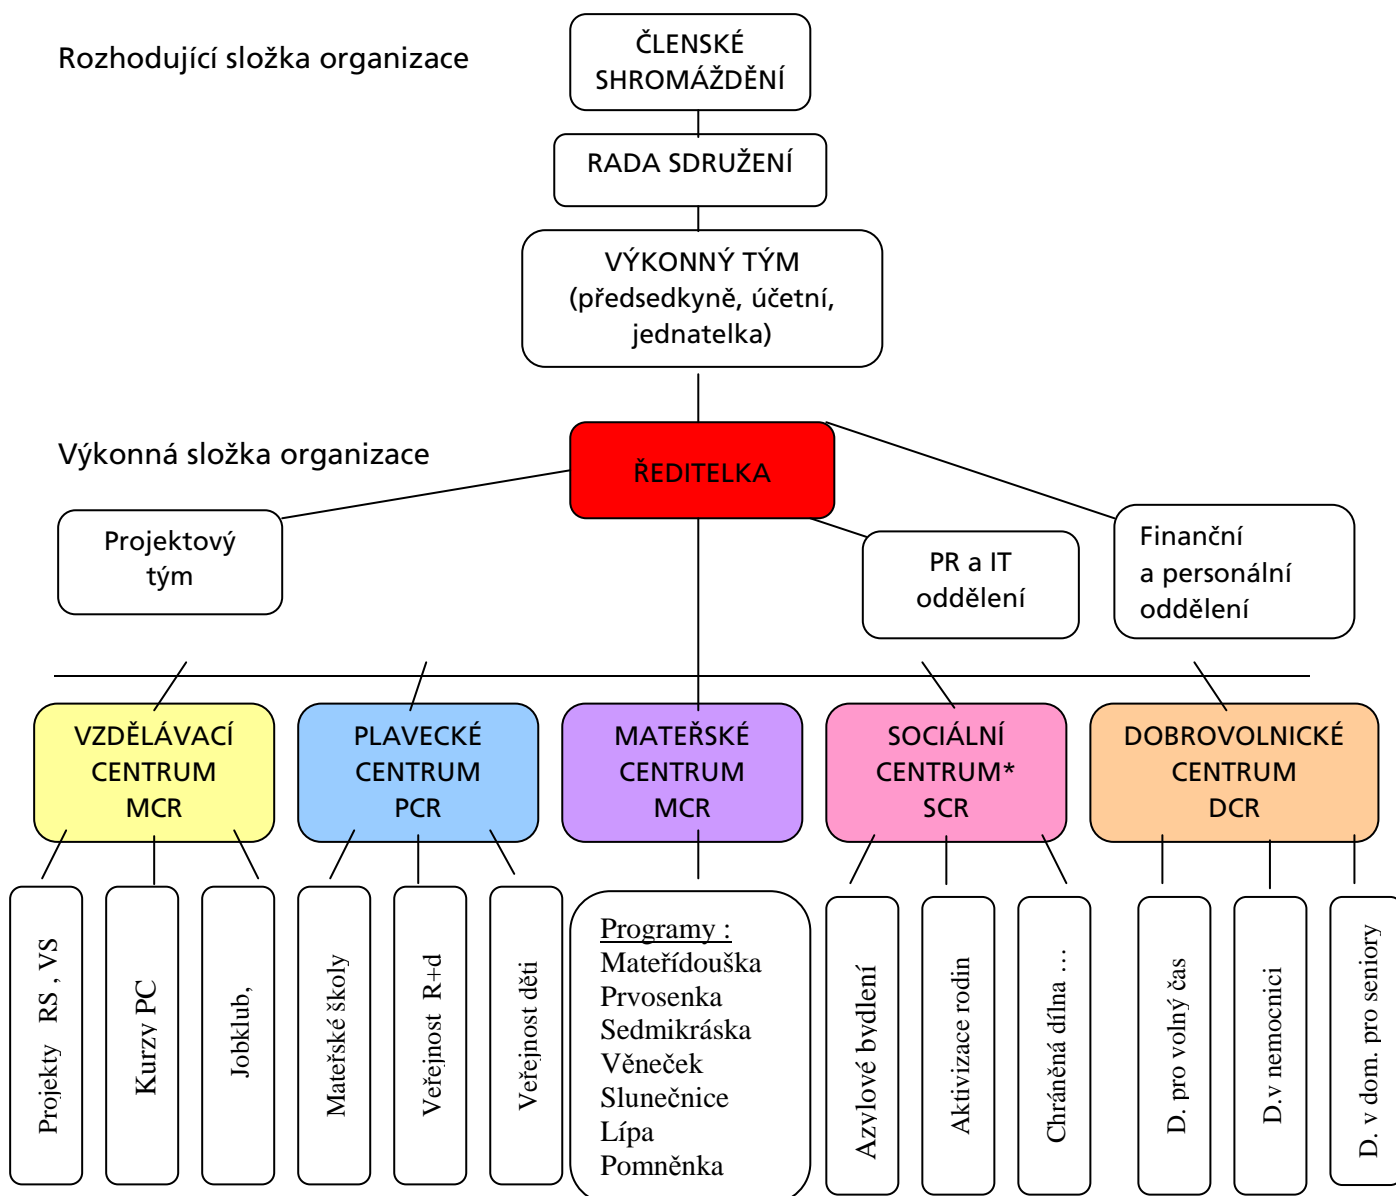 Rozhodující složka organizace
ČLENSKÉ
SHROMÁŽDĚNÍ
RADA SDRUŽENÍ
VÝKONNÝ TÝM
(předsedkyně, účetní,
jednatelka)
Výkonná složka organizace
ŘEDITELKA
Projektový
tým
PR a IT
oddělení
Finanční
a personální
oddělení
VZDĚLÁVACÍ
CENTRUM
MCR
PLAVECKÉ
CENTRUM
PCR
MATEŘSKÉ
CENTRUM
MCR
SOCIÁLNÍ
CENTRUM*
SCR
DOBROVOLNICKÉ
CENTRUM
DCR
Projekty RS , VS
Kurzy PC
Jobklub,
Mateřské školy
Veřejnost R+d
Veřejnost děti
Programy :
Mateřídouška
Prvosenka
Sedmikráska
Věneček
Slunečnice
Lípa
Pomněnka
Azylové bydlení
Aktivizace rodin
Chráněná dílna …
D. pro volný čas
D.v nemocnici
D. v dom. pro seniory